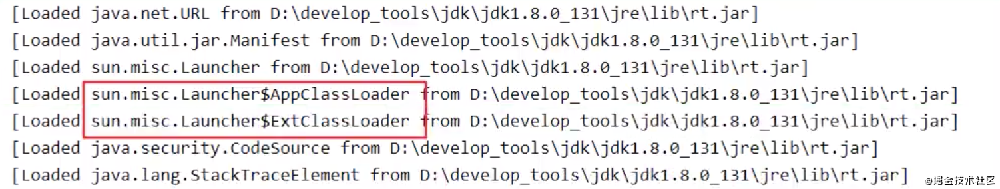 [Loaded java.net.URL from D:\develop_tools\jdk\jdk1.8.0_131\jre\lib\rt.jar]
[Loaded java.util.jar.Manifest from D:\develop_tools\jdk\jdk1.8.0_131\jre\lib\rt.jar]
[Loaded sun.misc.Launcher from D:\develop_tools\jdk\jdk1.8.0_131\jre\lib\rt.jar]
[Loaded sun.misc.Launcher$AppClassLoader from D:\develop_tools\jdk\jdk1.8.0_131\jre\lib\rt.jar]
[Loaded sun.misc.Launcher$ExtClassLoader from D:\develop_tools\jdk\jdk1.8.0_131\jre\lib\rt.jar]
[Loaded java.security.CodeSource from D:\develop_tools\jdk\jdk1.8.0_131\jre\lib\rt.jar]
[Loaded java.lang.StackTraceElement from D:\develop_tools\jdk\jdk1.8.0_131\jre\lib\rt.jar]
@掘金技术社区